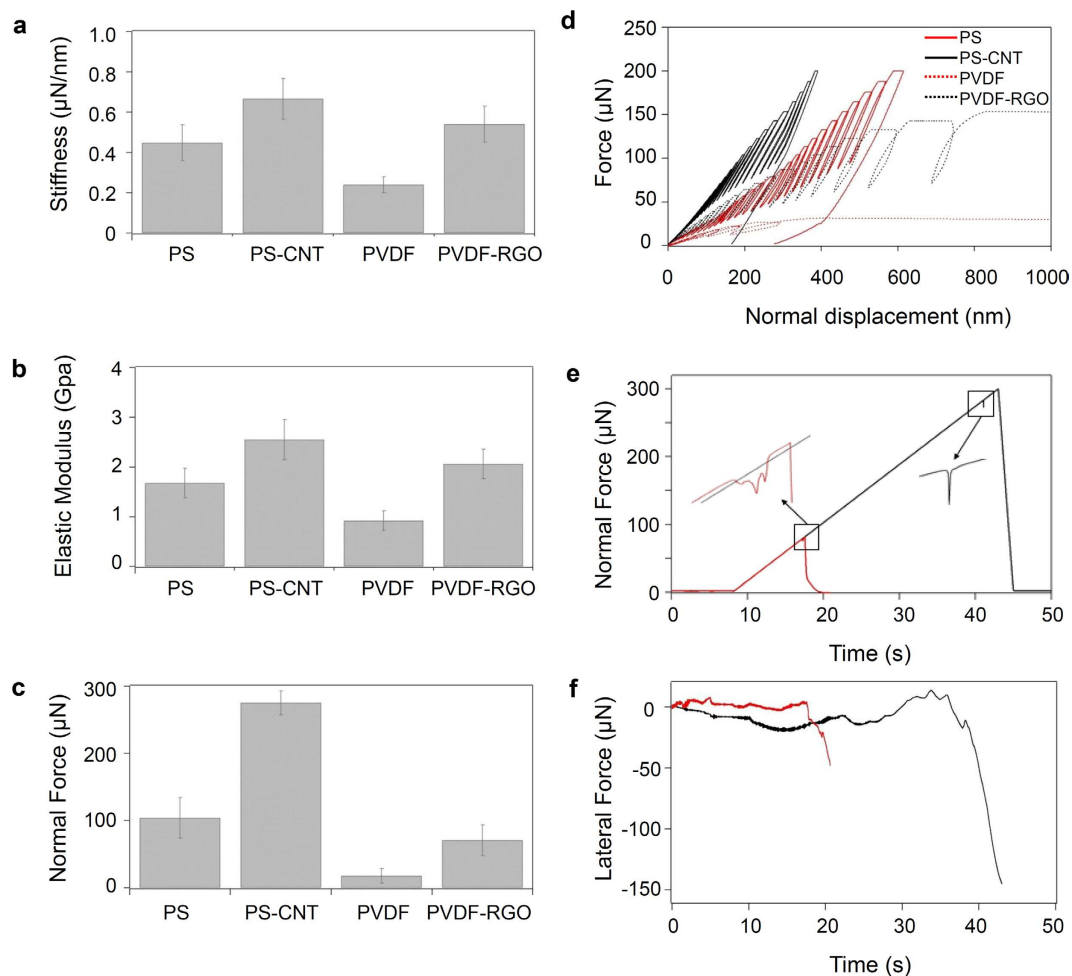 a
Stiffness (µN/nm)
1.0
0.8
0.6
0.4
0.2
0
PS PS-CNT PVDF PVDF-RGO
b
Elastic Modulus (Gpa)
4
3
2
1
0
PS PS-CNT PVDF PVDF-RGO
c
Normal Force (µN)
300
200
100
0
PS PS-CNT PVDF PVDF-RGO
d
Force (µN)
250
200
150
100
50
0
PS
PS-CNT
PVDF
PVDF-RGO
0 200 400 600 800 1000
Normal displacement (nm)
e
Normal Force (µN)
300
200
100
0
0 10 20 30 40 50
Time (s)
f
Lateral Force (µN)
0
-50
-100
-150
0 10 20 30 40 50
Time (s)